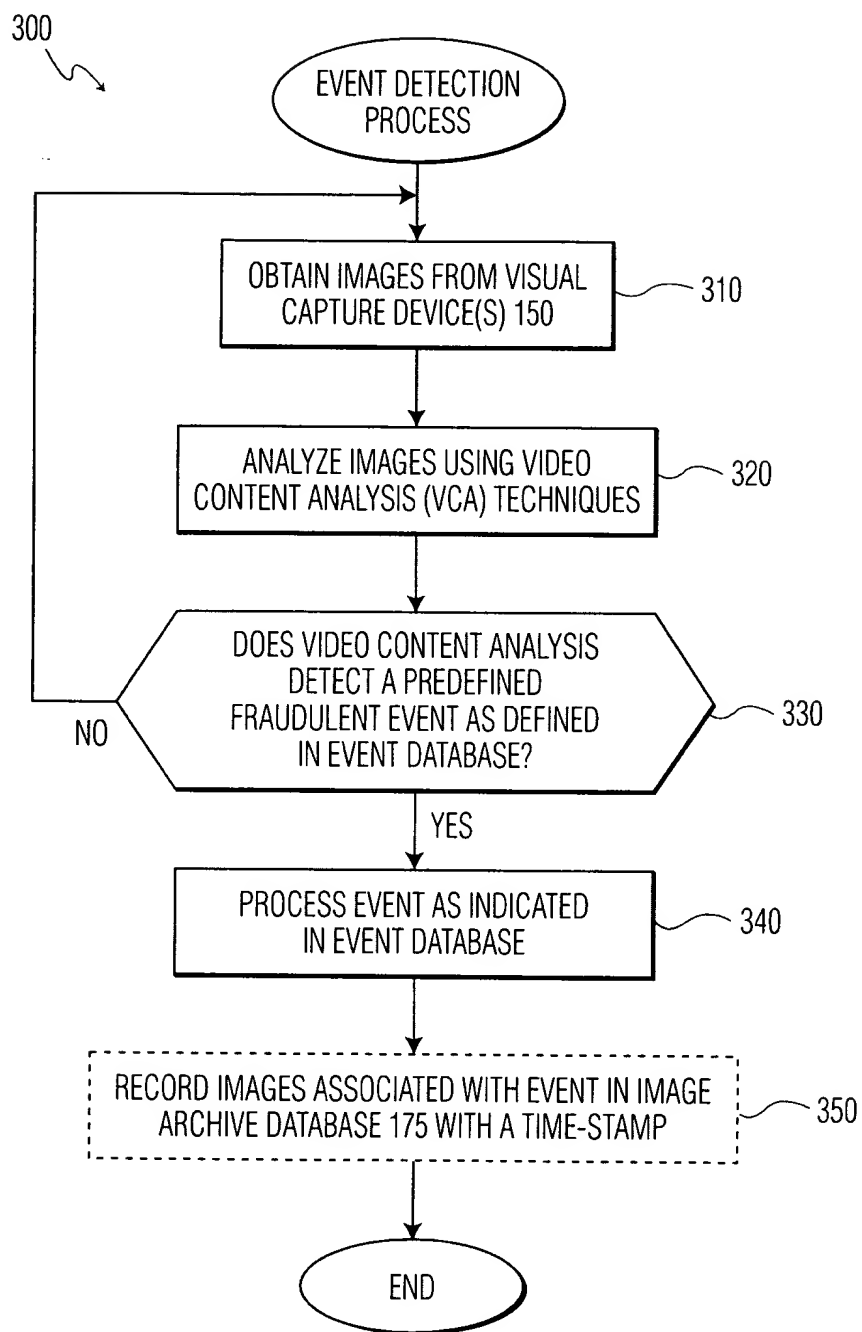 300
EVENT DETECTION
PROCESS
OBTAIN IMAGES FROM VISUAL
CAPTURE DEVICE(S) 150
310
ANALYZE IMAGES USING VIDEO
CONTENT ANALYSIS (VCA) TECHNIQUES
320
DOES VIDEO CONTENT ANALYSIS
DETECT A PREDEFINED
FRAUDULENT EVENT AS DEFINED
IN EVENT DATABASE?
330
NO
YES
PROCESS EVENT AS INDICATED
IN EVENT DATABASE
340
RECORD IMAGES ASSOCIATED WITH EVENT IN IMAGE
ARCHIVE DATABASE 175 WITH A TIME-STAMP
350
END